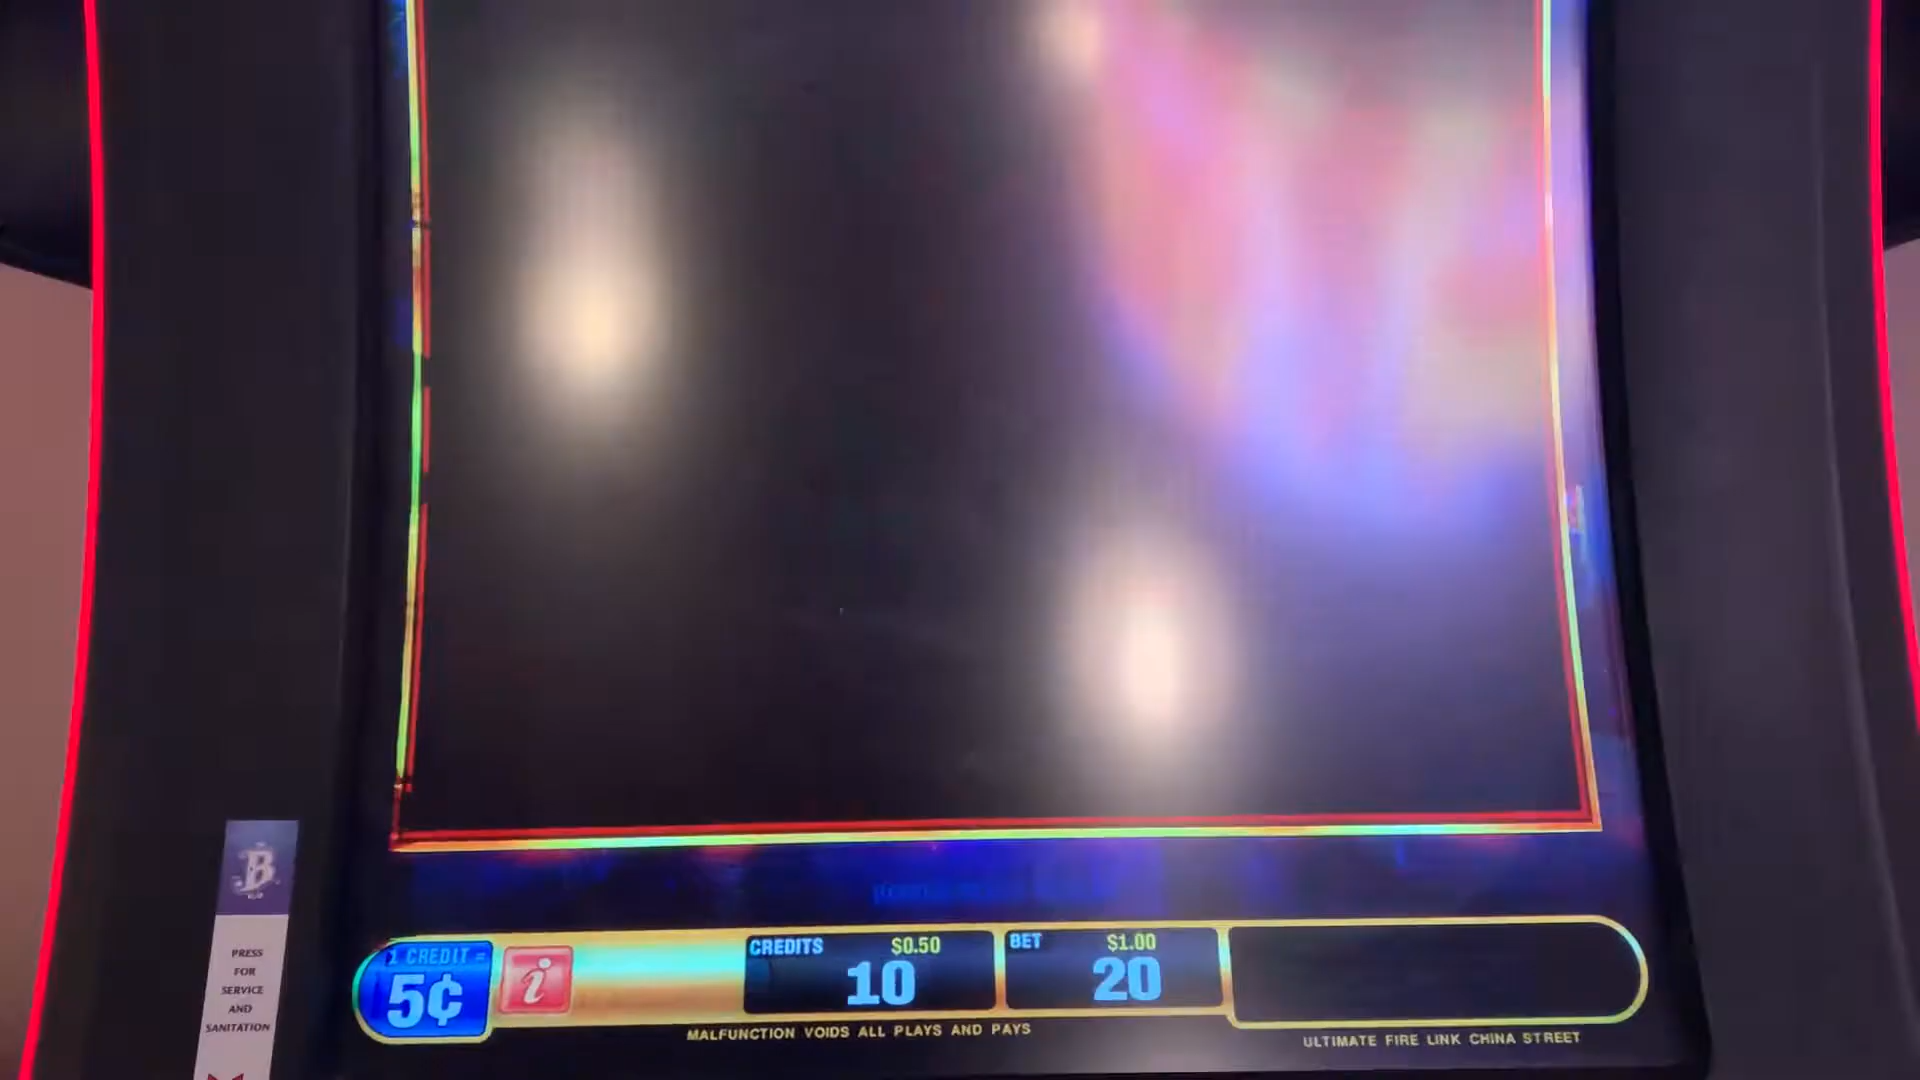 1 CREDIT =
5¢
i
CREDITS $0.50
10
BET $1.00
20
MALFUNCTION VOIDS ALL PLAYS AND PAYS
ULTIMATE FIRE LINK CHINA STREET
B
PRESS
FOR
SERVICE
AND
SANITATION